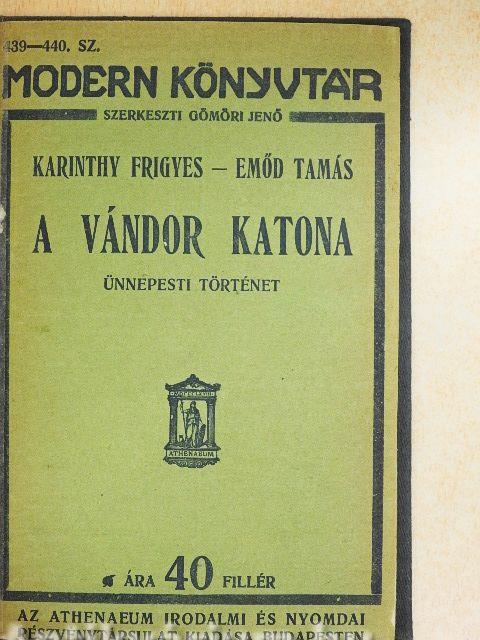 439—440. SZ.
MODERN KÖNYVTÁR
SZERKESZTI GÖMÖRI JENŐ
KARINTHY FRIGYES — EMŐD TAMÁS
A VÁNDOR KATONA
ÜNNEPESTI TÖRTÉNET
MDCCCLXVIII
ATHENAEUM
ÁRA 40 FILLÉR
AZ ATHENAEUM IRODALMI ÉS NYOMDAI
RÉSZVÉNYTÁRSULAT KIADÁSA BUDAPESTEN